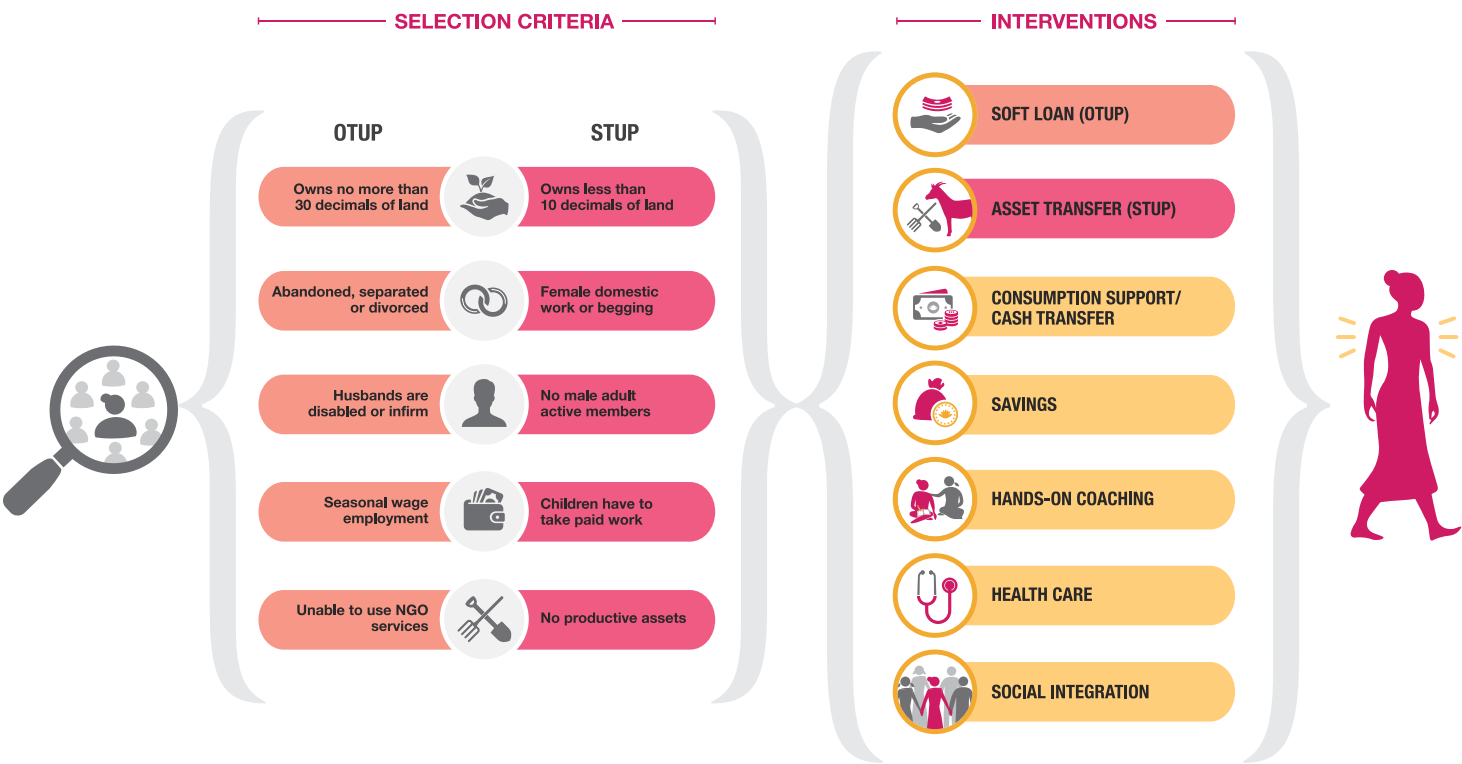 SELECTION CRITERIA
INTERVENTIONS
OTUP
STUP
Owns no more than
30 decimals of land
Owns less than
10 decimals of land
Abandoned, separated
or divorced
Female domestic
work or begging
Husbands are
disabled or infirm
No male adult
active members
Seasonal wage
employment
Children have to
take paid work
Unable to use NGO
services
No productive assets
SOFT LOAN (OTUP)
ASSET TRANSFER (STUP)
CONSUMPTION SUPPORT/
CASH TRANSFER
SAVINGS
HANDS-ON COACHING
HEALTH CARE
SOCIAL INTEGRATION